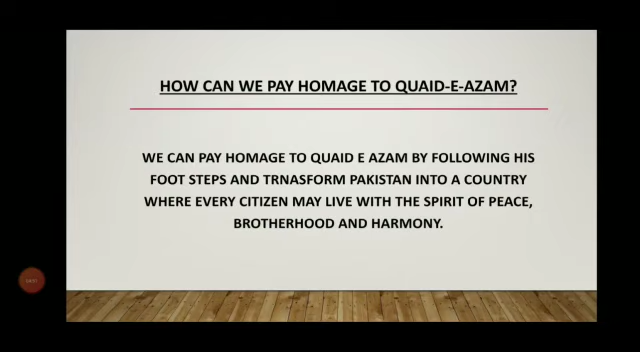 HOW CAN WE PAY HOMAGE TO QUAID-E-AZAM?
WE CAN PAY HOMAGE TO QUAID E AZAM BY FOLLOWING HIS
FOOT STEPS AND TRNASFORM PAKISTAN INTO A COUNTRY
WHERE EVERY CITIZEN MAY LIVE WITH THE SPIRIT OF PEACE,
BROTHERHOOD AND HARMONY.